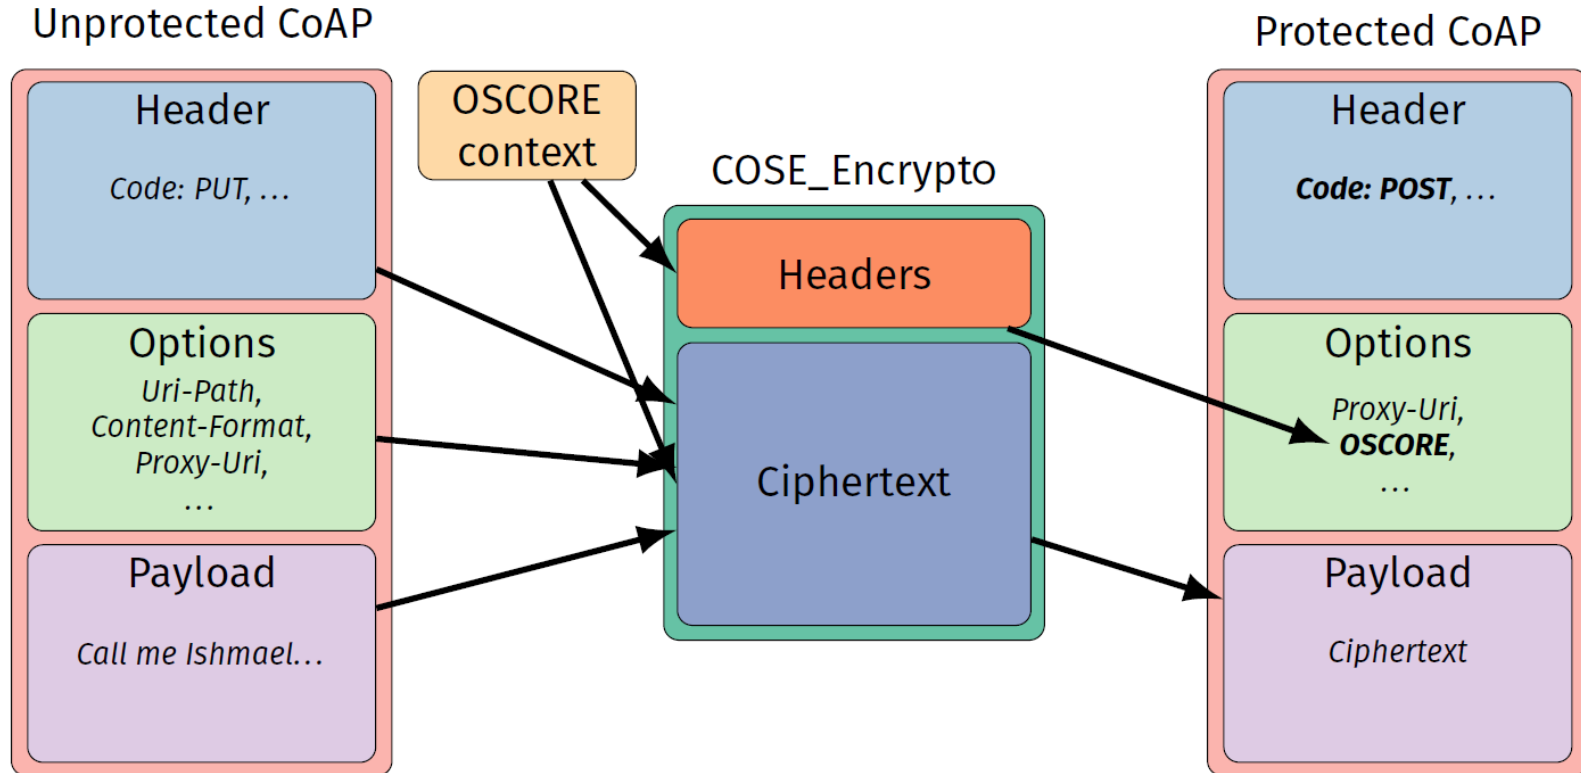 Unprotected CoAP
Header
Code: PUT, …
Options
Uri-Path,
Content-Format,
Proxy-Uri,
…
Payload
Call me Ishmael…
OSCORE
context
COSE_Encrypto
Headers
Ciphertext
Protected CoAP
Header
Code: POST, …
Options
Proxy-Uri,
OSCORE,
…
Payload
Ciphertext